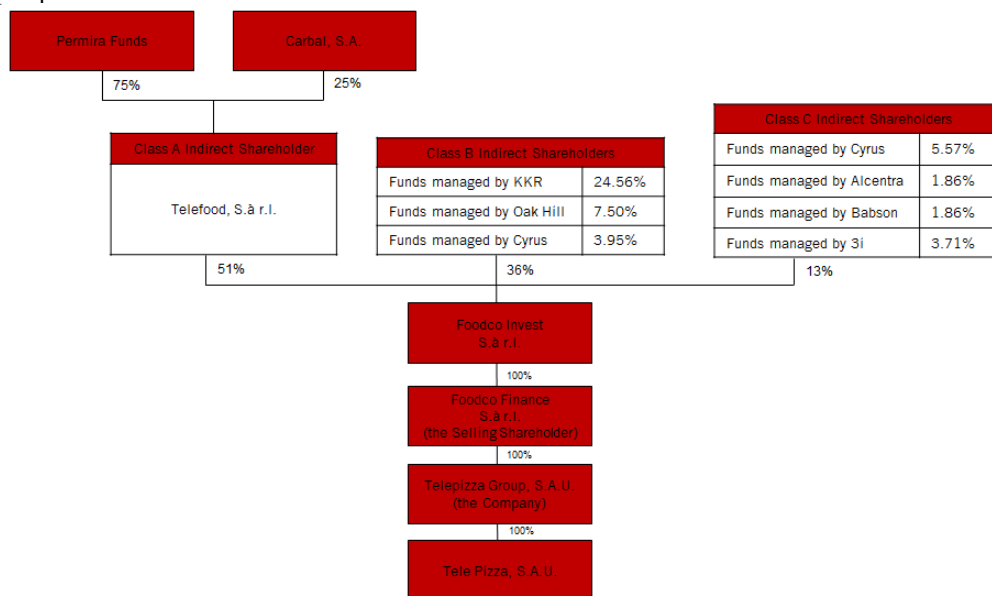 Permira Funds
Carbal, S.A.
75%
25%
Class A Indirect Shareholder
Telefood, S.à r.l.
Class B Indirect Shareholders
Funds managed by KKR 24.56%
Funds managed by Oak Hill 7.50%
Funds managed by Cyrus 3.95%
Class C Indirect Shareholders
Funds managed by Cyrus 5.57%
Funds managed by Alcentra 1.86%
Funds managed by Babson 1.86%
Funds managed by 3i 3.71%
51%
36%
13%
Foodco Invest
S.à r.l.
100%
Foodco Finance
S.à r.l.
(the Selling Shareholder)
100%
Telepizza Group, S.A.U.
(the Company)
100%
Tele Pizza, S.A.U.